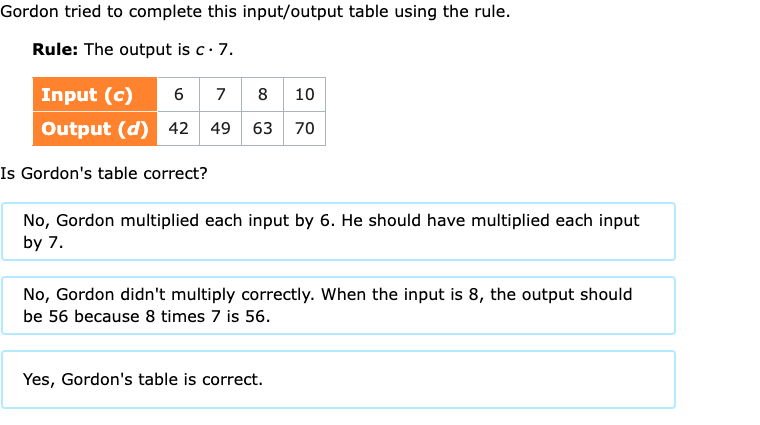 Gordon tried to complete this input/output table using the rule.
Rule: The output is c · 7.
Input (c) 6 7 8 10
Output (d) 42 49 63 70
Is Gordon's table correct?
No, Gordon multiplied each input by 6. He should have multiplied each input
by 7.
No, Gordon didn't multiply correctly. When the input is 8, the output should
be 56 because 8 times 7 is 56.
Yes, Gordon's table is correct.